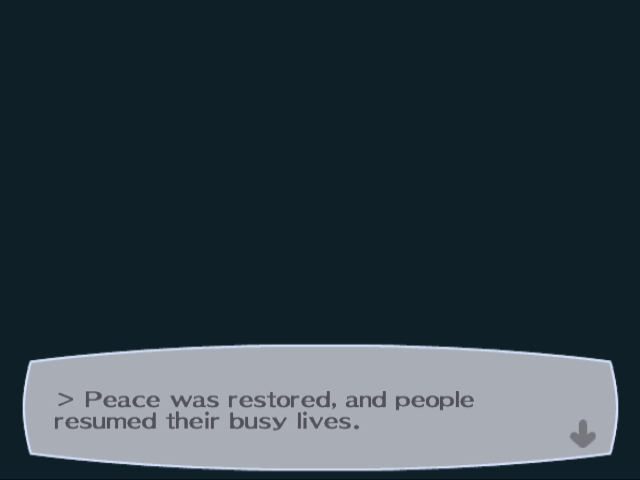 > Peace was restored, and people
resumed their busy lives.